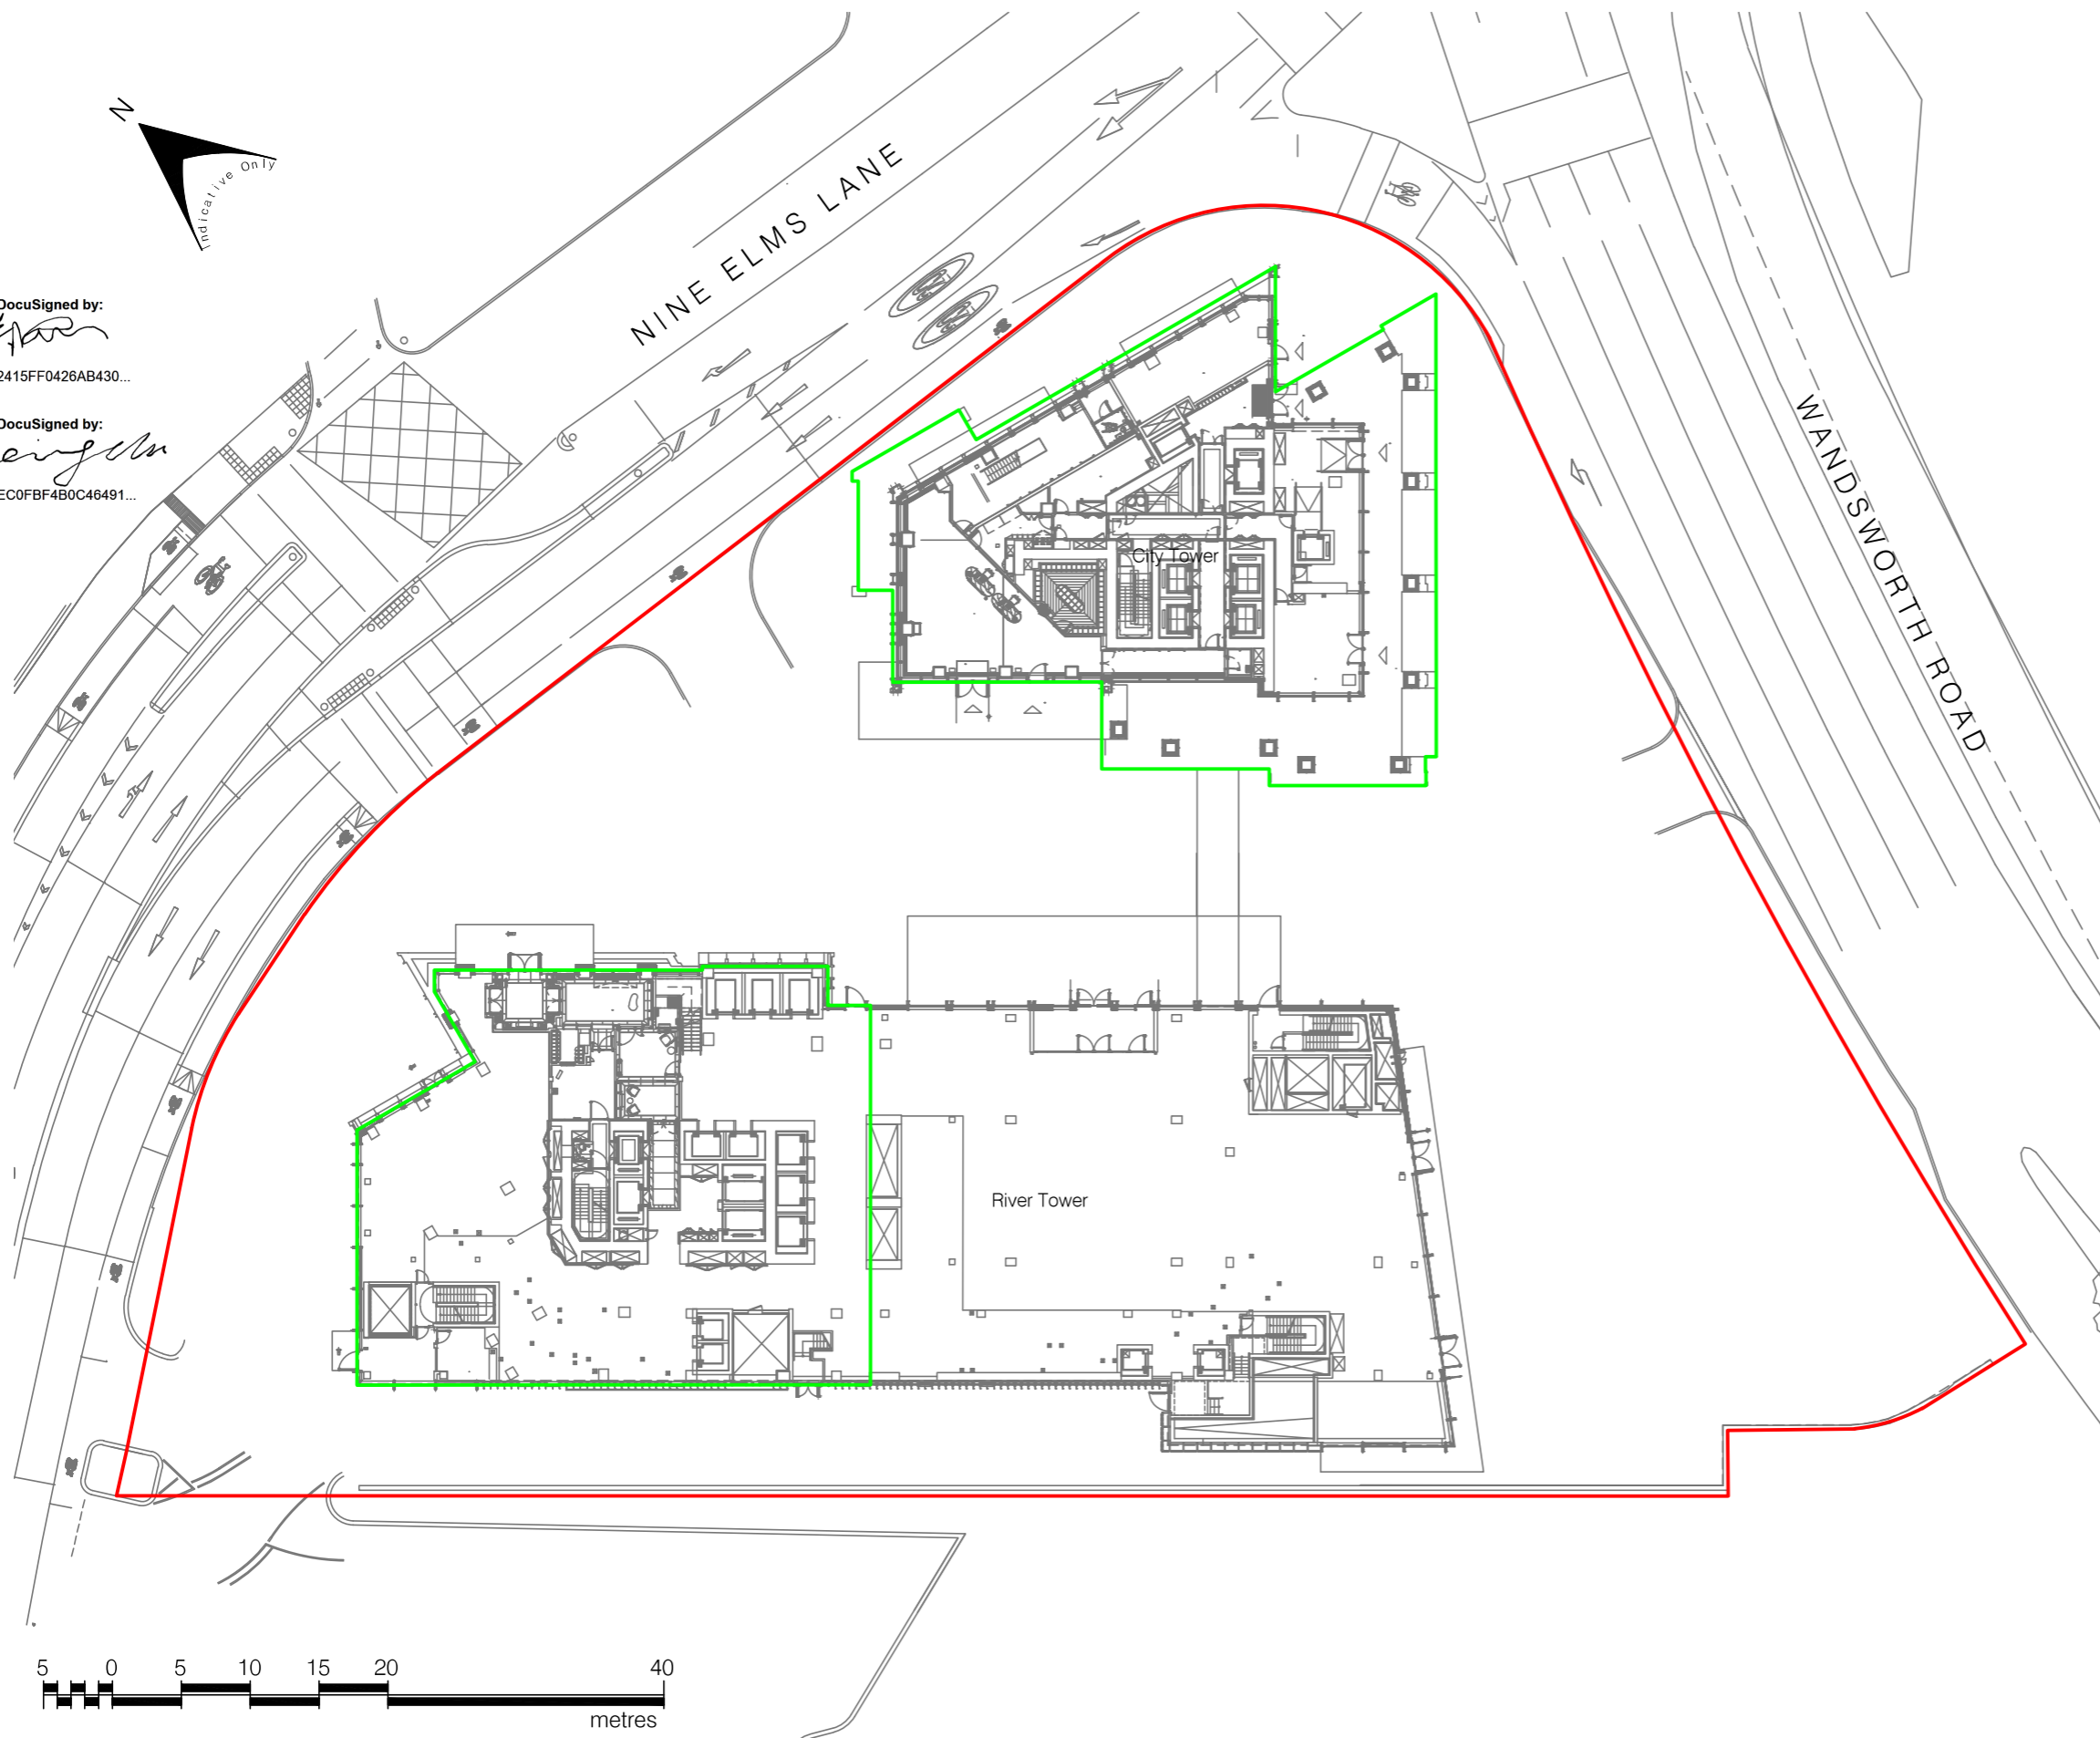 N
Indicative Only
DocuSigned by:
2415FF0426AB430...
DocuSigned by:
EC0FBF4B0C46491...
NINE ELMS LANE
WANDSWORTH ROAD
City Tower
River Tower
5 0 5 10 15 20 40
metres